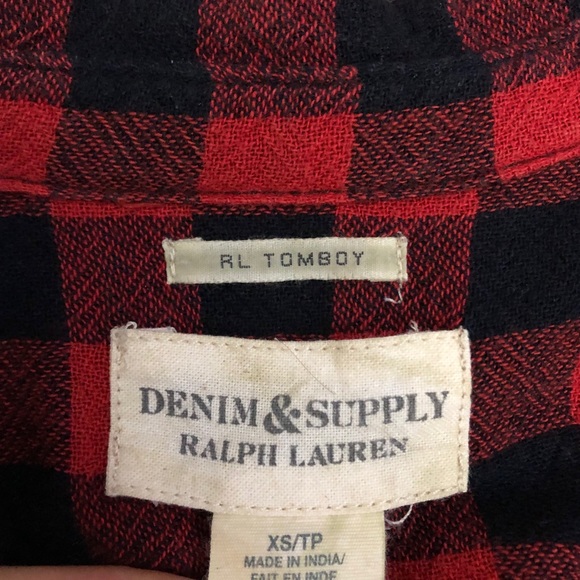 RL TOMBOY
DENIM&SUPPLY
RALPH LAUREN
XS/TP
MADE IN INDIA/
FAIT EN INDE